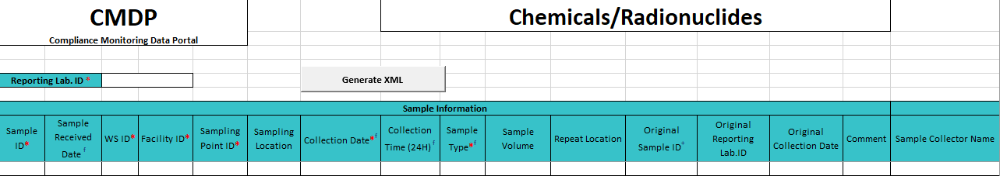 CMDP
Chemicals/Radionuclides
Compliance Monitoring Data Portal
Reporting Lab. ID *
Generate XML
Sample Information
Sample ID*
Sample Received Date f
WS ID*
Facility ID*
Sampling Point ID*
Sampling Location
Collection Date*f
Collection Time (24H) f
Sample Type*f
Sample Volume
Repeat Location
Original Sample ID+
Original Reporting Lab.ID
Original Collection Date
Comment
Sample Collector Name